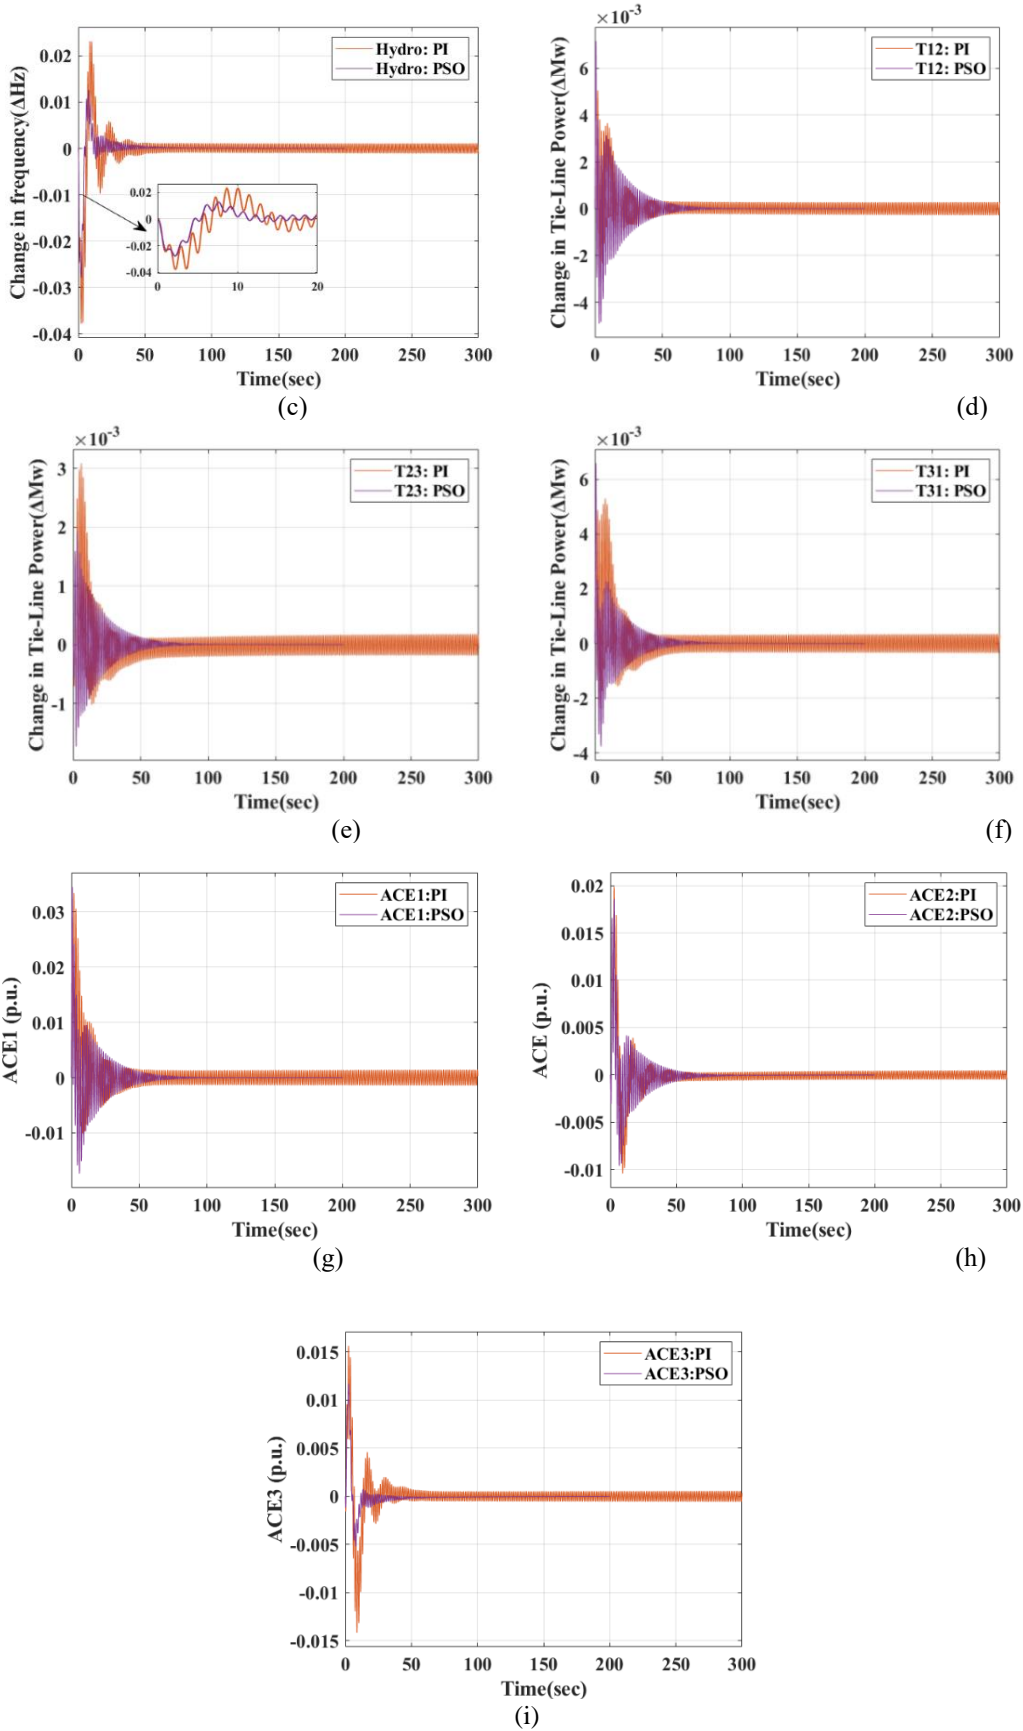 Hydro: PI
Hydro: PSO
Change in frequency(ΔHz)
0.02
0.01
0
-0.01
-0.02
-0.03
-0.04
0.02
0
-0.02
-0.04
0 10 20
0 50 100 150 200 250 300
Time(sec)
(c)
×10-3
T12: PI
T12: PSO
Change in Tie-Line Power(ΔMw)
6
4
2
0
-2
-4
0 50 100 150 200 250 300
Time(sec)
(d)
×10-3
T23: PI
T23: PSO
Change in Tie-Line Power(ΔMw)
3
2
1
0
-1
0 50 100 150 200 250 300
Time(sec)
(e)
×10-3
T31: PI
T31: PSO
Change in Tie-Line Power(ΔMw)
6
4
2
0
-2
-4
0 50 100 150 200 250 300
Time(sec)
(f)
ACE1:PI
ACE1:PSO
ACE1 (p.u.)
0.03
0.02
0.01
0
-0.01
0 50 100 150 200 250 300
Time(sec)
(g)
ACE2:PI
ACE2:PSO
ACE (p.u.)
0.02
0.015
0.01
0.005
0
-0.005
-0.01
0 50 100 150 200 250 300
Time(sec)
(h)
ACE3:PI
ACE3:PSO
ACE3 (p.u.)
0.015
0.01
0.005
0
-0.005
-0.01
-0.015
0 50 100 150 200 250 300
Time(sec)
(i)